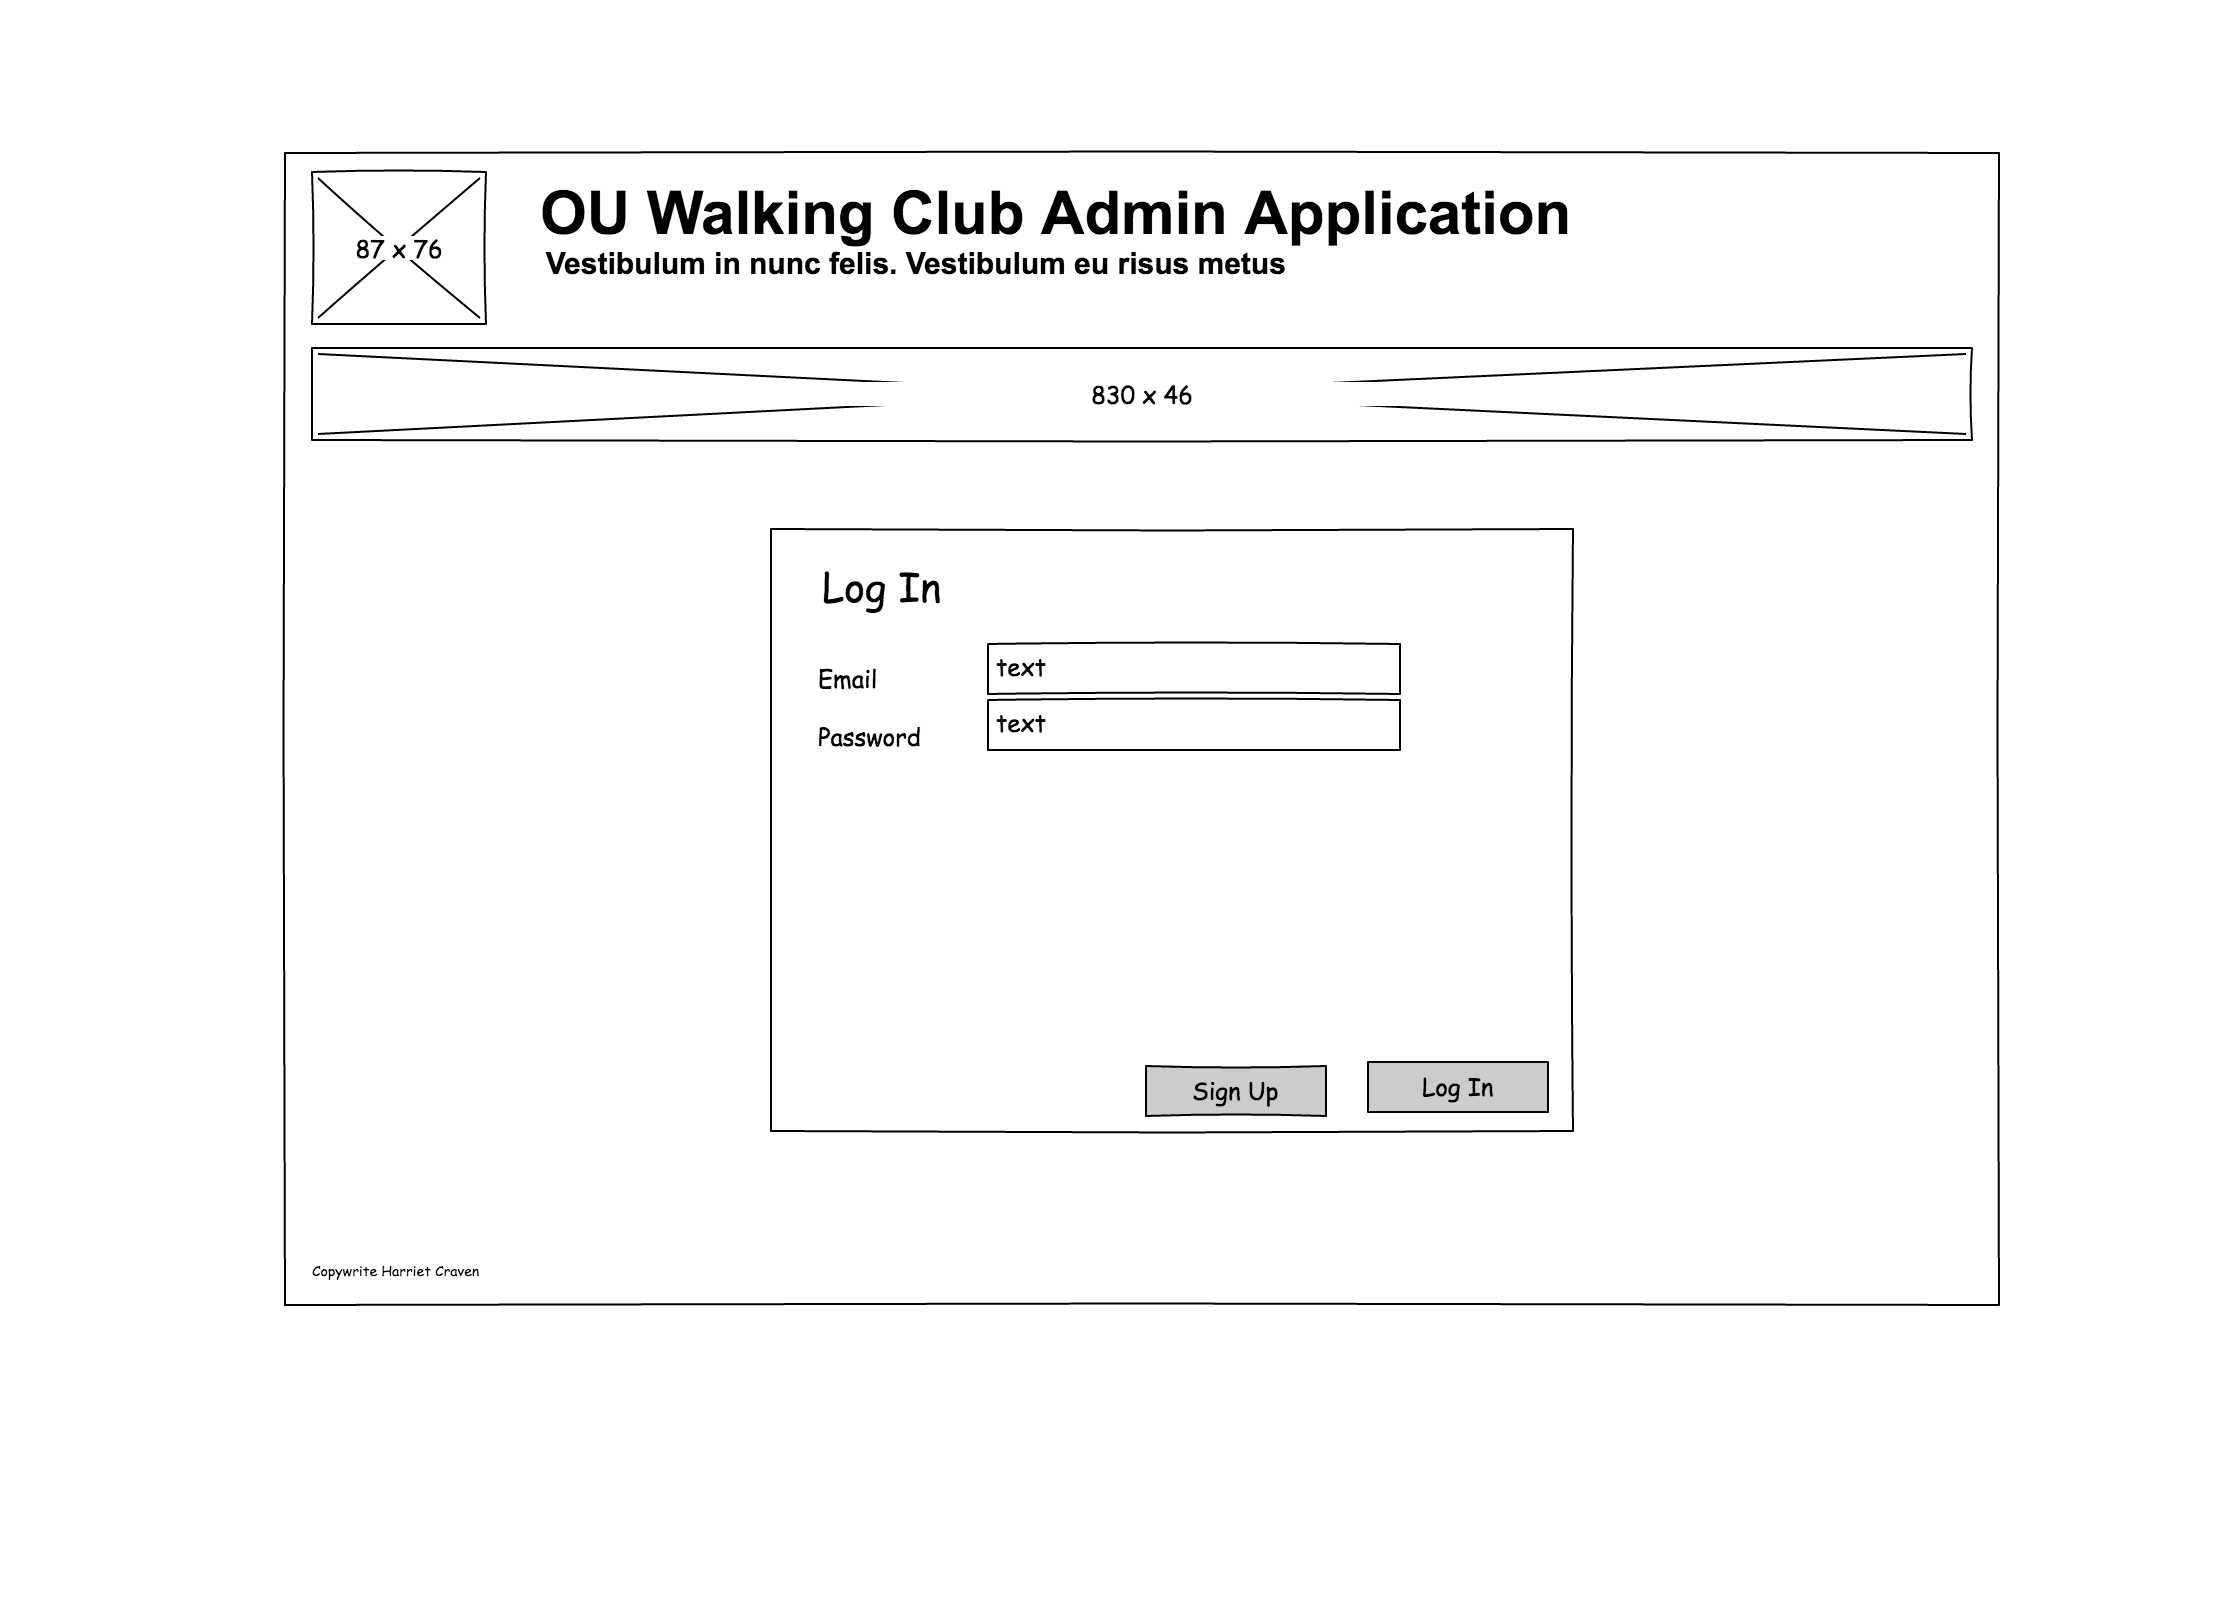 87 x 76
OU Walking Club Admin Application
Vestibulum in nunc felis. Vestibulum eu risus metus
830 x 46
Log In
Email
text
Password
text
Sign Up
Log In
Copywrite Harriet Craven